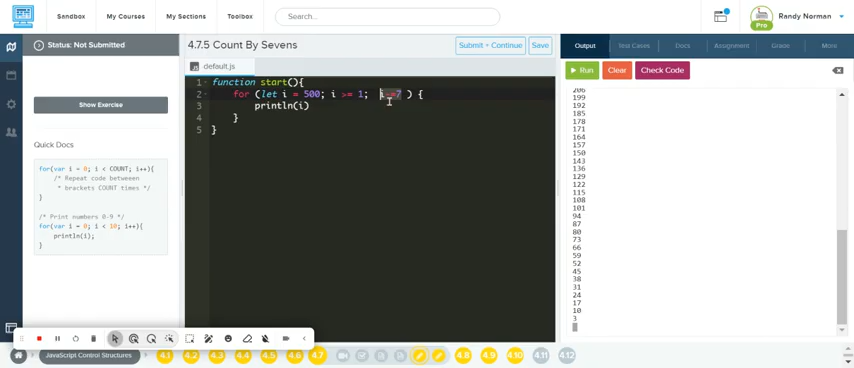 Sandbox My Courses My Sections Toolbox Search... Randy Norman
Pro
Status: Not Submitted
Show Exercise
Quick Docs
for(var i = 0; i < COUNT; i++){
/* Repeat code betweeen
* brackets COUNT times */
}
/* Print numbers 0-9 */
for(var i = 0; i < 10; i++){
println(i);
}
4.7.5 Count By Sevens
Submit + Continue Save
default.js
1 function start(){
2 for (let i = 500; i >= 1; i-=7 ) {
3 println(i)
4 }
5 }
Output Test Cases Docs Assignment Grade More
Run Clear Check Code
206
199
192
185
178
171
164
157
150
143
136
129
122
115
108
101
94
87
80
73
66
59
52
45
38
31
24
17
10
3
JavaScript Control Structures 4.1 4.2 4.3 4.4 4.5 4.6 4.7 4.8 4.9 4.10 4.11 4.12